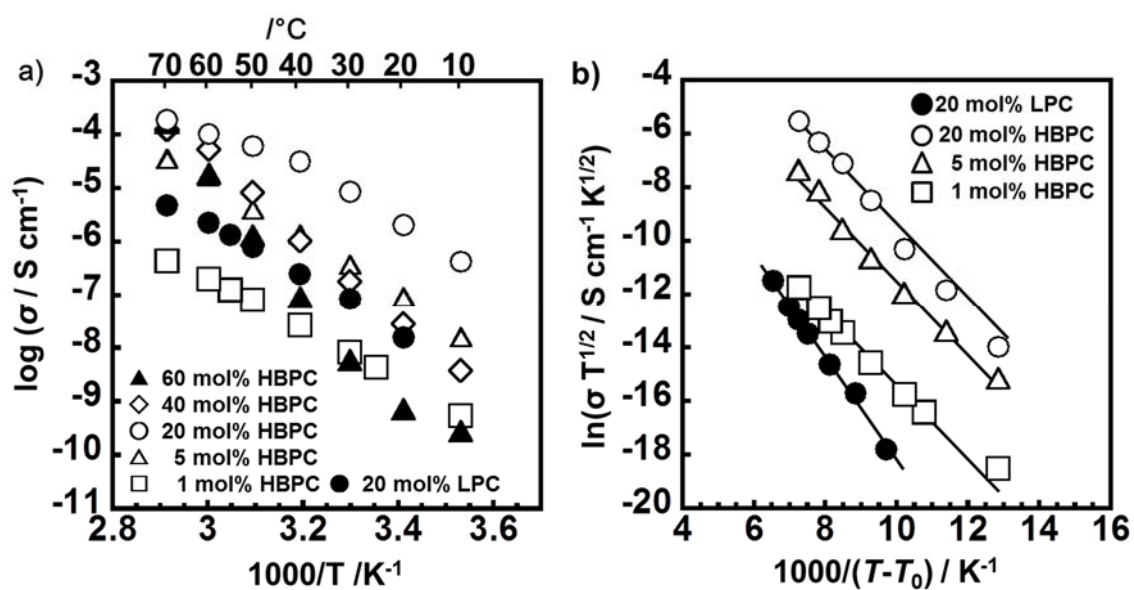 a)
/°C
70 60 50 40 30 20 10
-3
-4
-5
-6
-7
-8
-9
-10
-11
log (σ / S cm⁻¹)
60 mol% HBPC
40 mol% HBPC
20 mol% HBPC
5 mol% HBPC
1 mol% HBPC 20 mol% LPC
2.8 3 3.2 3.4 3.6
1000/T /K⁻¹
b)
-4
-6
-8
-10
-12
-14
-16
-18
-20
ln(σ T¹/² / S cm⁻¹ K¹/²)
20 mol% LPC
20 mol% HBPC
5 mol% HBPC
1 mol% HBPC
4 6 8 10 12 14 16
1000/(T-T₀) / K⁻¹